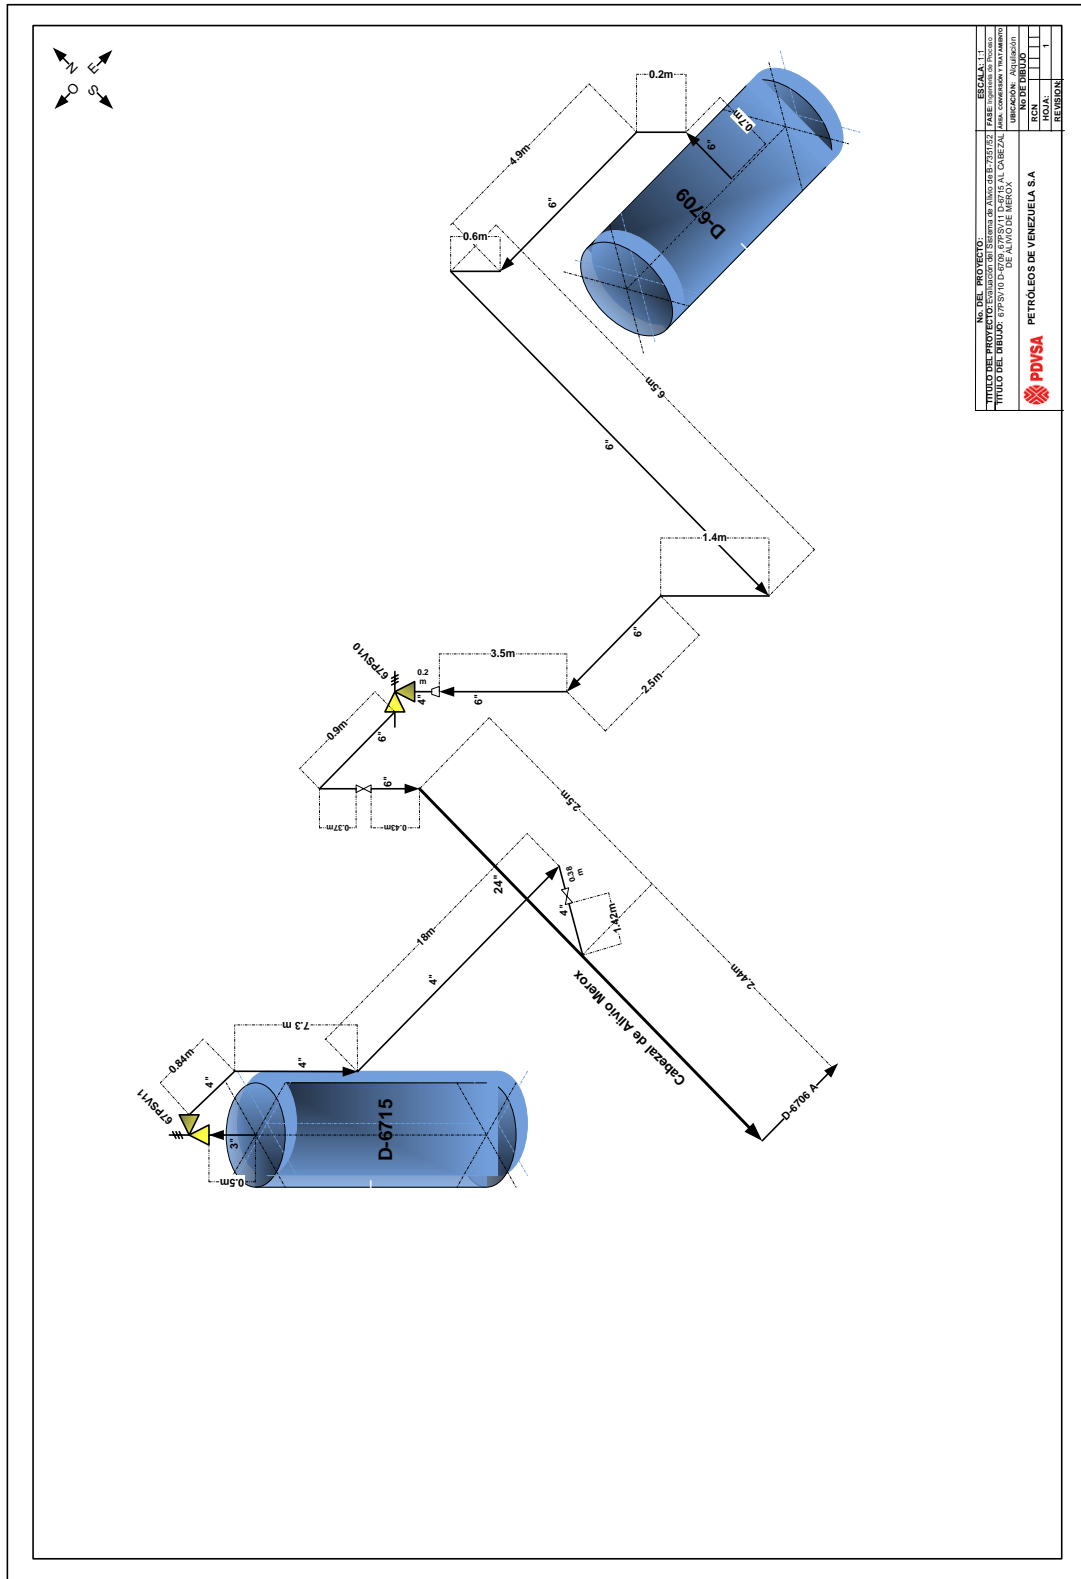 N
E
O
S
No. DEL PROYECTO:
ESCALA: 1:1
TITULO DEL PROYECTO: Evaluación del Sistema de Alivio de B-7351/52
FASE: Ingeniería de Proceso
TITULO DEL DIBUJO: 67PSV10 D-6709, 67PSV11 D-6715 AL CABEZAL
DE ALIVIO DE MEROX
AREA: CONVERSIÓN Y TRATAMIENTO
UBICACIÓN: Alquilación
No DE DIBUJO
RCN
HOJA: 1
REVISION:
PDVSA
PETRÓLEOS DE VENEZUELA S.A
0.2m
4.9m
0.7m
6"
6"
D-6709
0.6m
6.5m
6"
1.4m
6"
2.5m
3.5m
6"
67PSV10
0.2
m
4"
0.9m
6"
6"
0.37m
0.43m
2.5m
24"
0.38
m
4"
1.42m
18m
4"
2.44m
Cabezal de Alivio Merox
D-6706 A
7.3 m
4"
0.84m
4"
67PSV11
3"
0.5m
D-6715